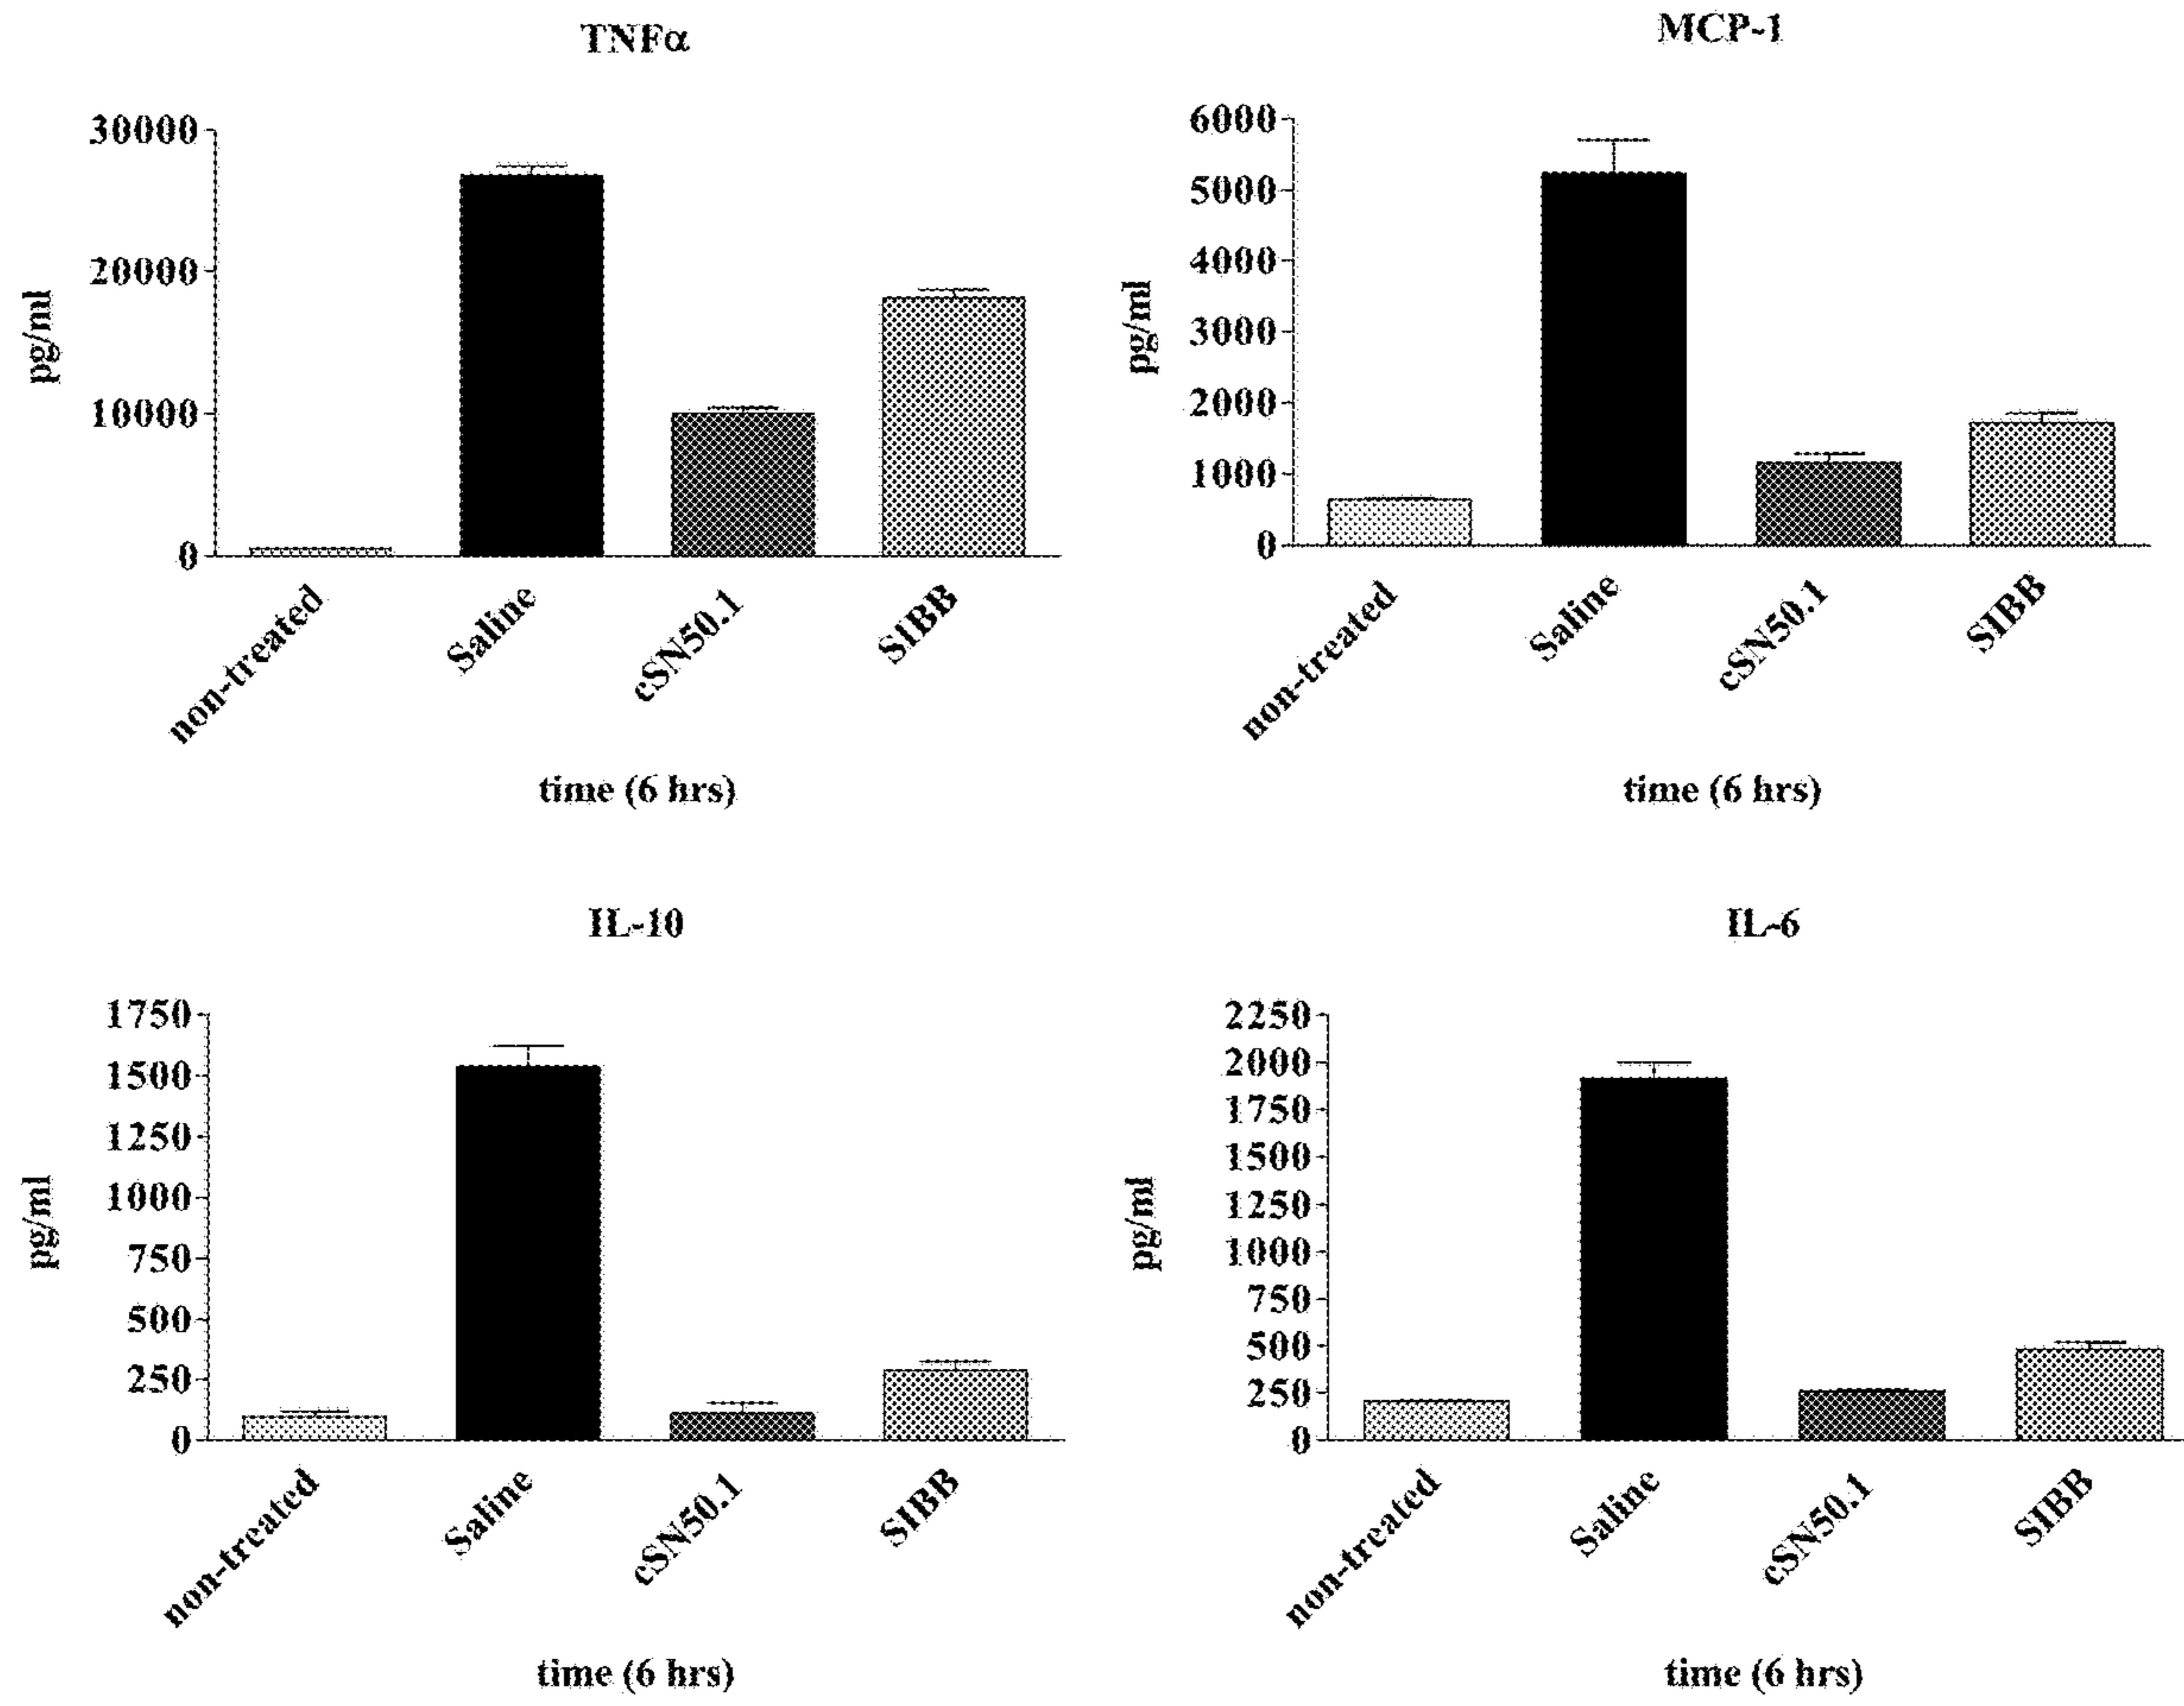 TNFα
30000
20000
10000
0
pg/ml
non-treated
Saline
cSN50.1
SIBB
time (6 hrs)
MCP-1
6000
5000
4000
3000
2000
1000
0
pg/ml
non-treated
Saline
cSN50.1
SIBB
time (6 hrs)
IL-10
1750
1500
1250
1000
750
500
250
0
pg/ml
non-treated
Saline
cSN50.1
SIBB
time (6 hrs)
IL-6
2250
2000
1750
1500
1250
1000
750
500
250
0
pg/ml
non-treated
Saline
cSN50.1
SIBB
time (6 hrs)